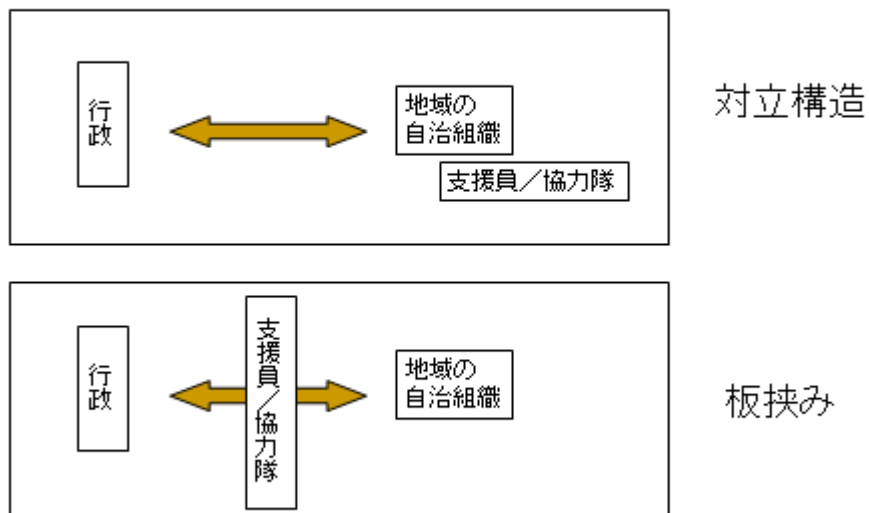 行政
地域の
自治組織
支援員／協力隊
対立構造
行政
支援員／協力隊
地域の
自治組織
板挟み